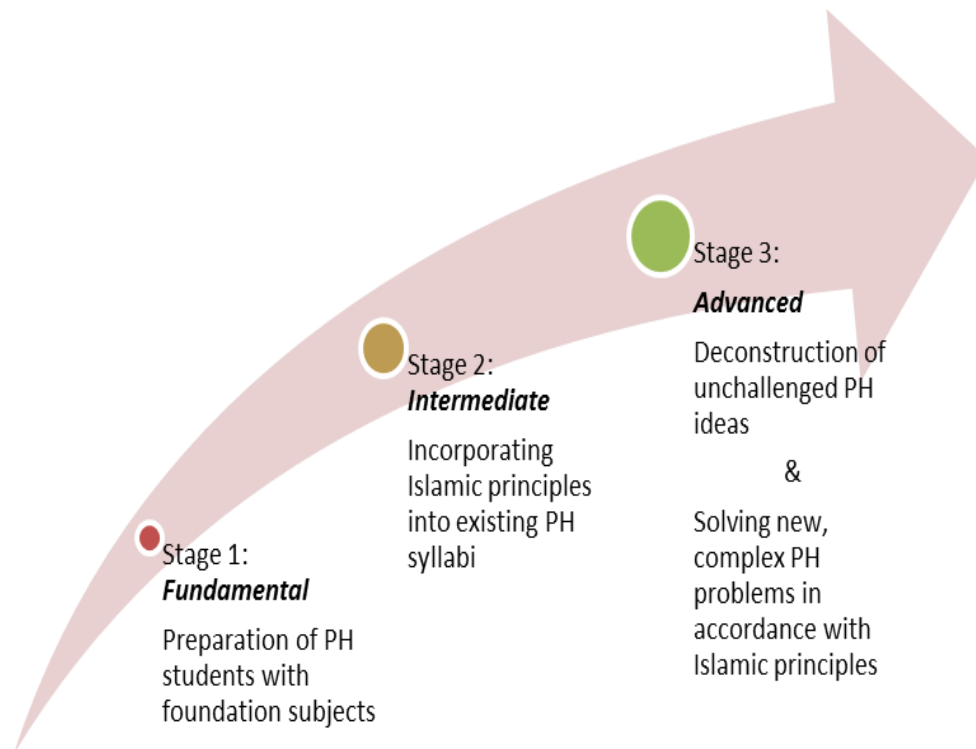 Stage 1:
Fundamental
Preparation of PH
students with
foundation subjects
Stage 2:
Intermediate
Incorporating
Islamic principles
into existing PH
syllabi
Stage 3:
Advanced
Deconstruction of
unchallenged PH
ideas
&
Solving new,
complex PH
problems in
accordance with
Islamic principles